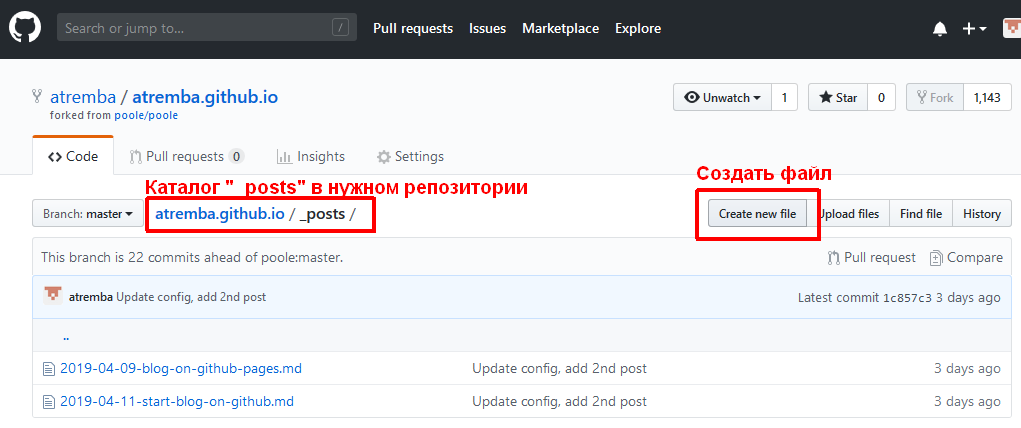 Search or jump to... / Pull requests Issues Marketplace Explore
atremba / atremba.github.io Unwatch 1 Star 0 Fork 1,143
forked from poole/poole
Code Pull requests 0 Insights Settings
Каталог "_posts" в нужном репозитории Создать файл
Branch: master atremba.github.io / _posts / Create new file Upload files Find file History
This branch is 22 commits ahead of poole:master. Pull request Compare
atremba Update config, add 2nd post Latest commit 1c857c3 3 days ago
..
2019-04-09-blog-on-github-pages.md Update config, add 2nd post 3 days ago
2019-04-11-start-blog-on-github.md Update config, add 2nd post 3 days ago